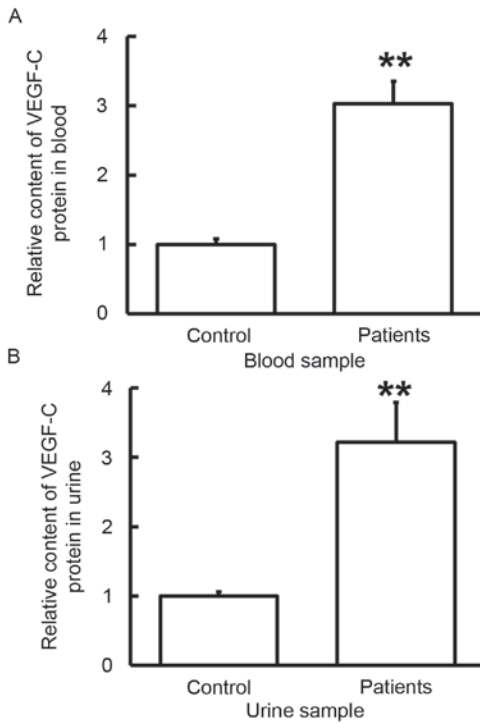 A
Relative content of VEGF-C
protein in blood
4
3
2
1
0
**
Control
Patients
Blood sample
B
Relative content of VEGF-C
protein in urine
4
3
2
1
0
**
Control
Patients
Urine sample